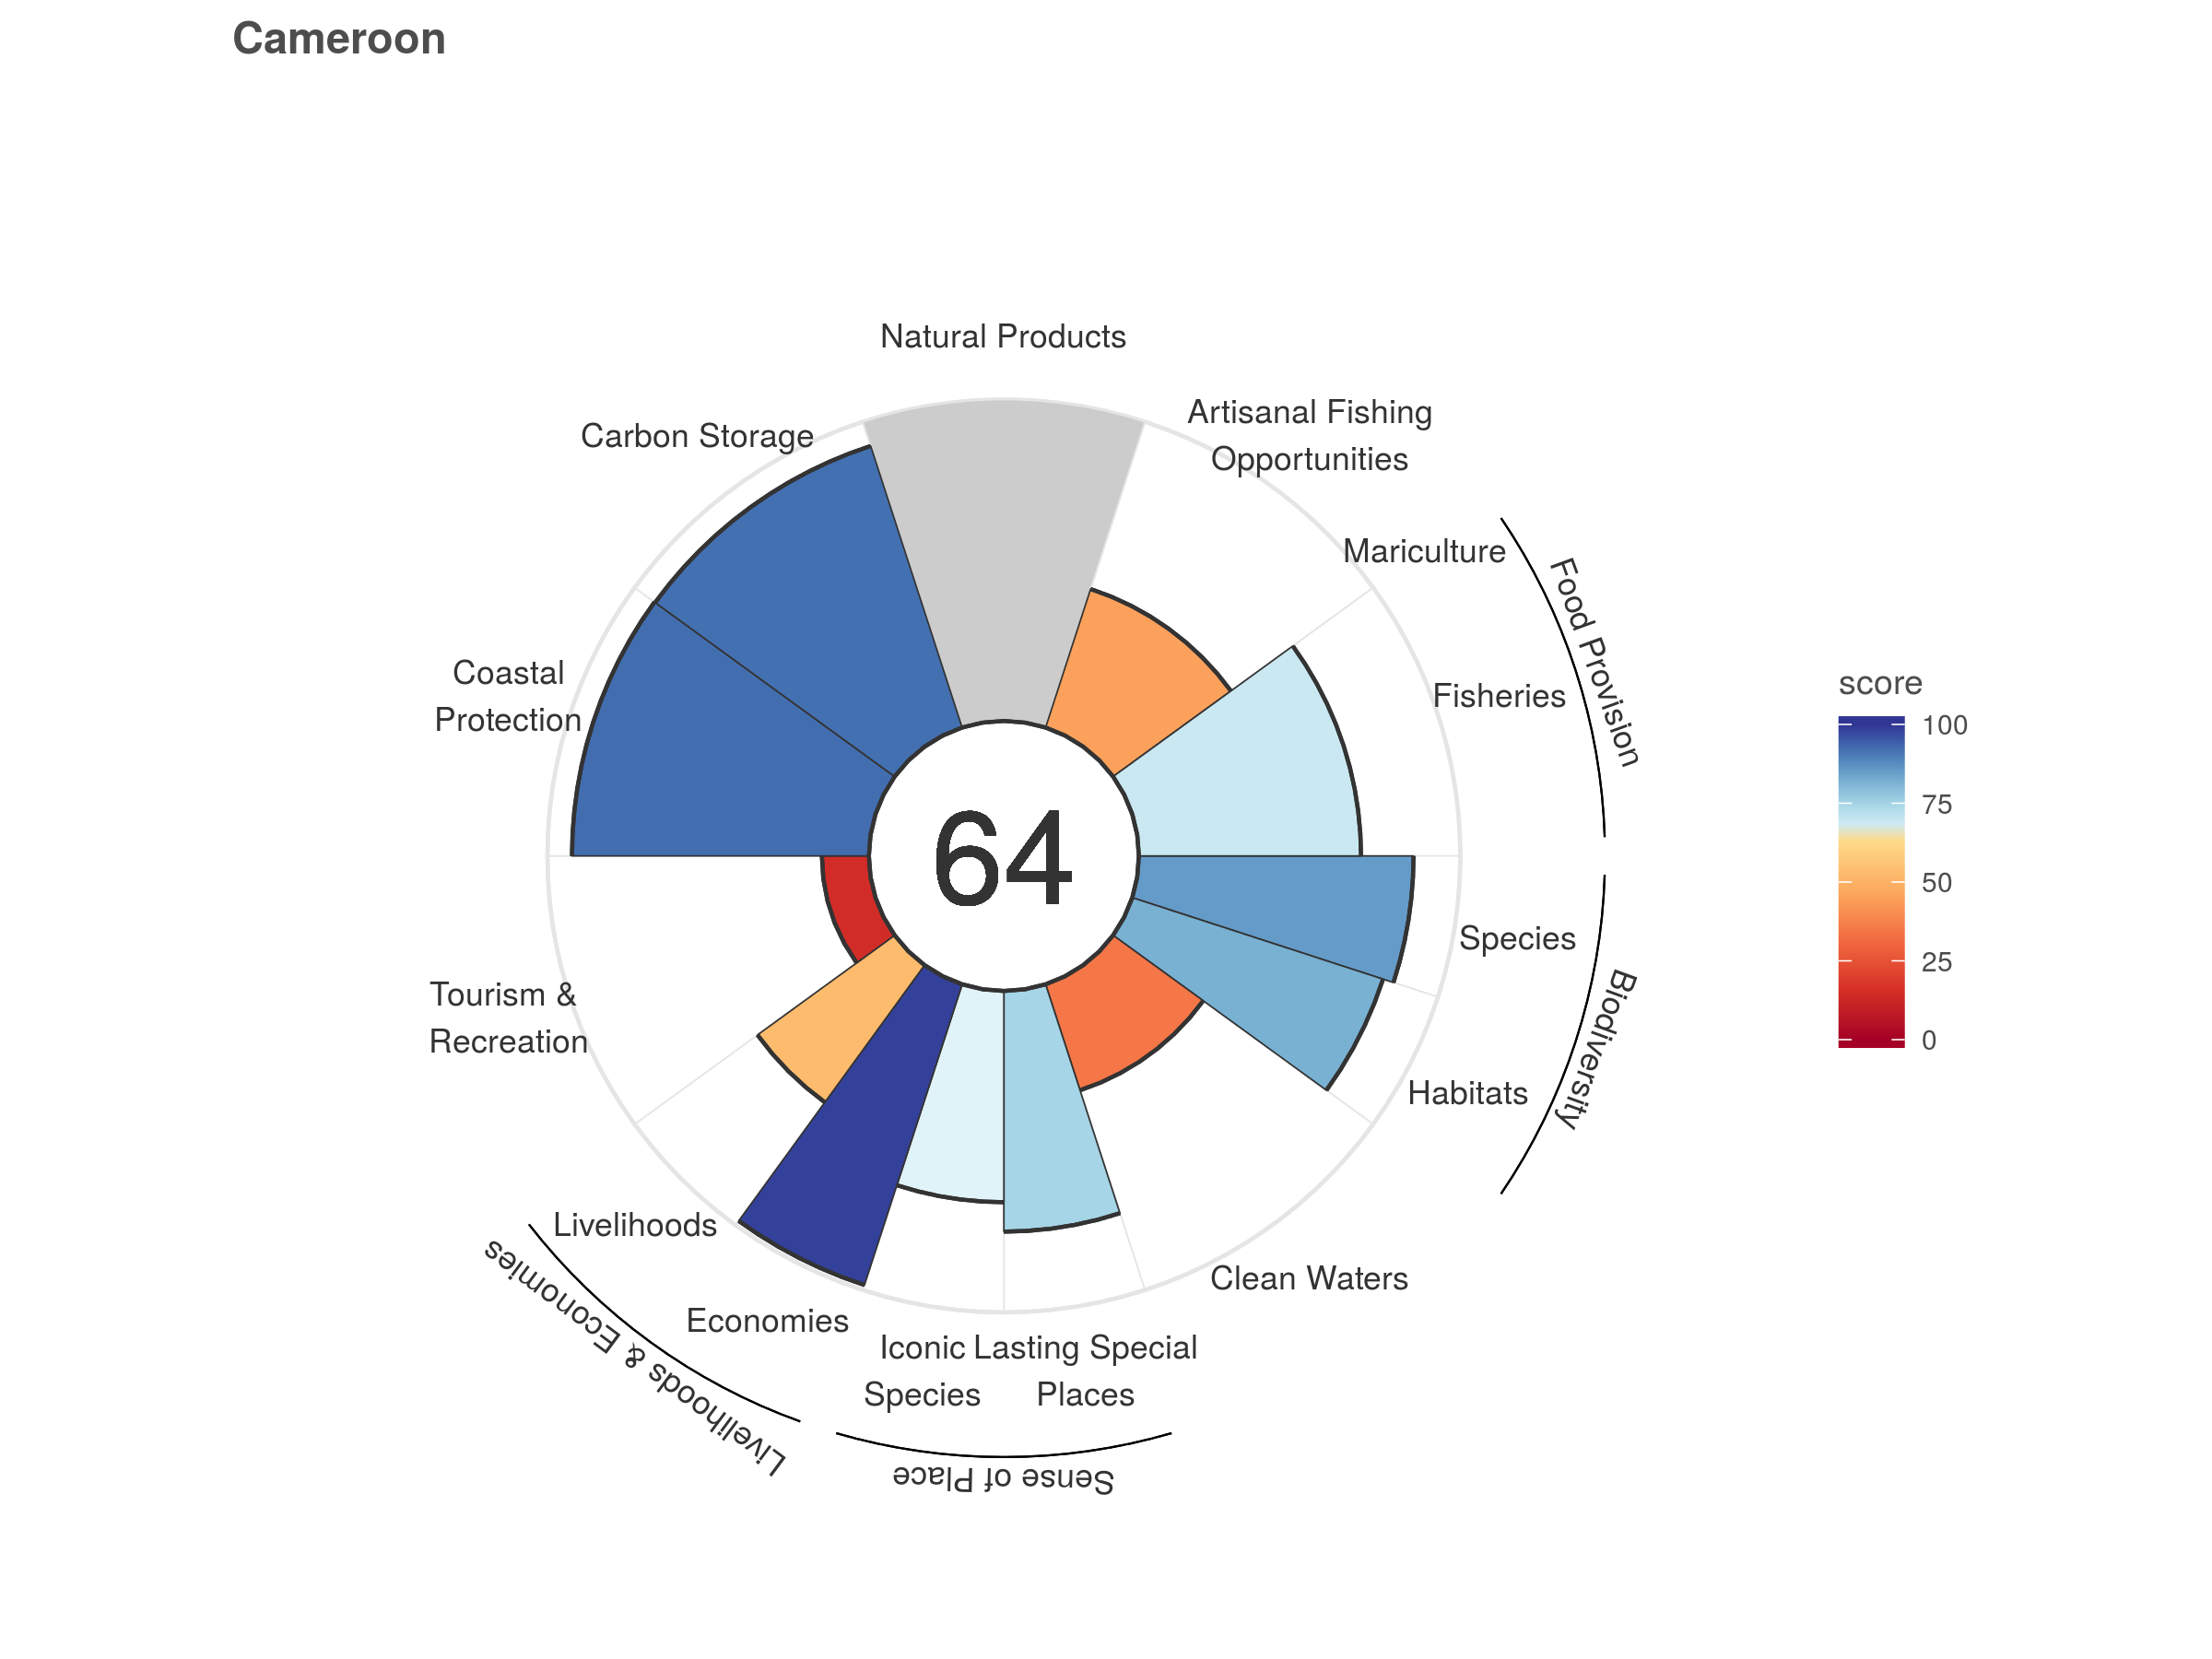 Cameroon
Natural Products
Artisanal Fishing
Opportunities
Carbon Storage
Mariculture
Food Provision
Fisheries
Coastal
Protection
64
Species
Biodiversity
Habitats
Tourism &
Recreation
Livelihoods
Livelihoods & Economies
Economies
Clean Waters
Iconic
Species
Lasting Special
Places
Sense of Place
score
100
75
50
25
0